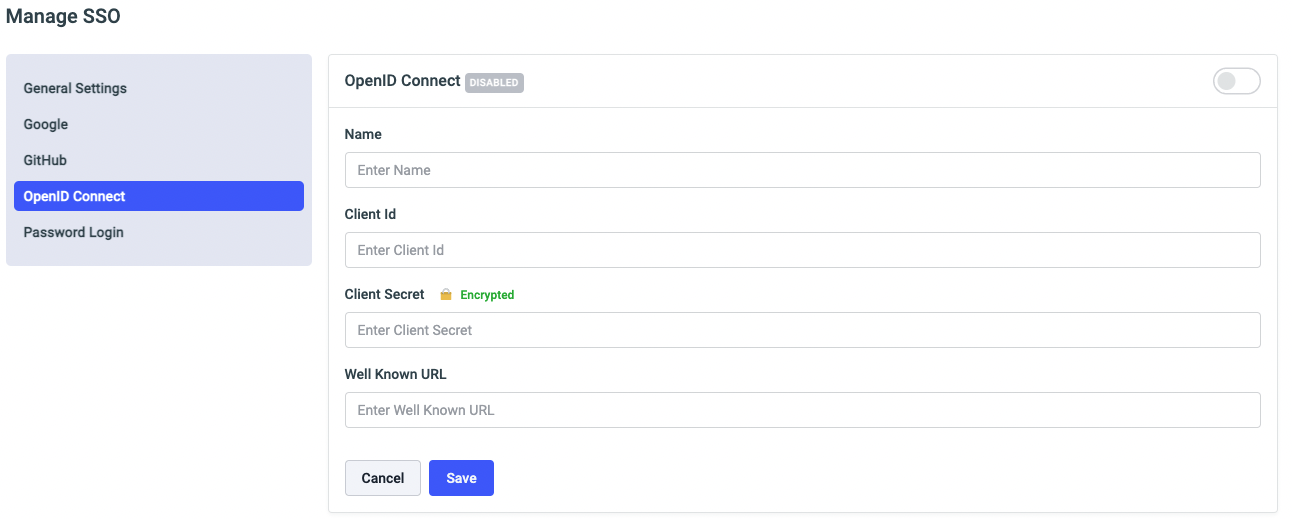 Manage SSO
General Settings
Google
GitHub
OpenID Connect
Password Login
OpenID Connect DISABLED
Name
Enter Name
Client Id
Enter Client Id
Client Secret Encrypted
Enter Client Secret
Well Known URL
Enter Well Known URL
Cancel Save